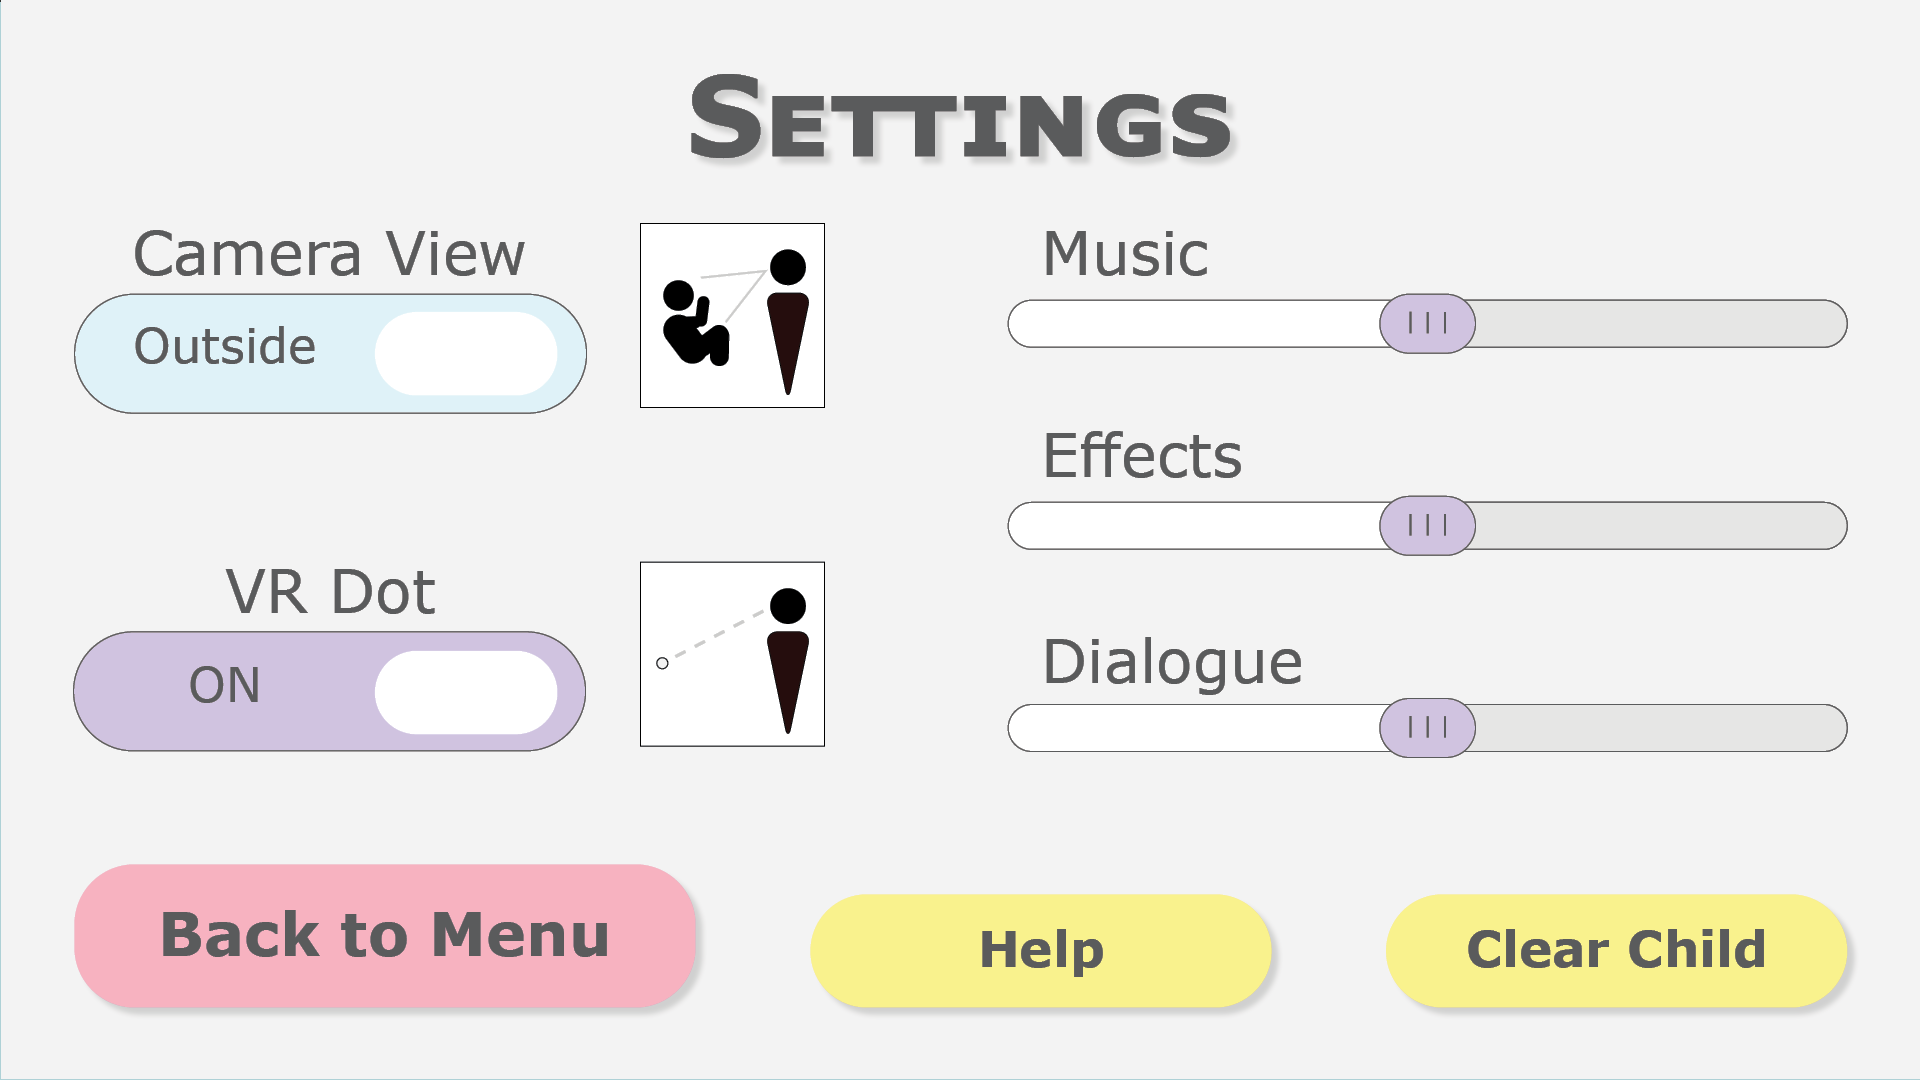 Settings
Camera View
Outside
VR Dot
ON
Music
Effects
Dialogue
Back to Menu
Help
Clear Child